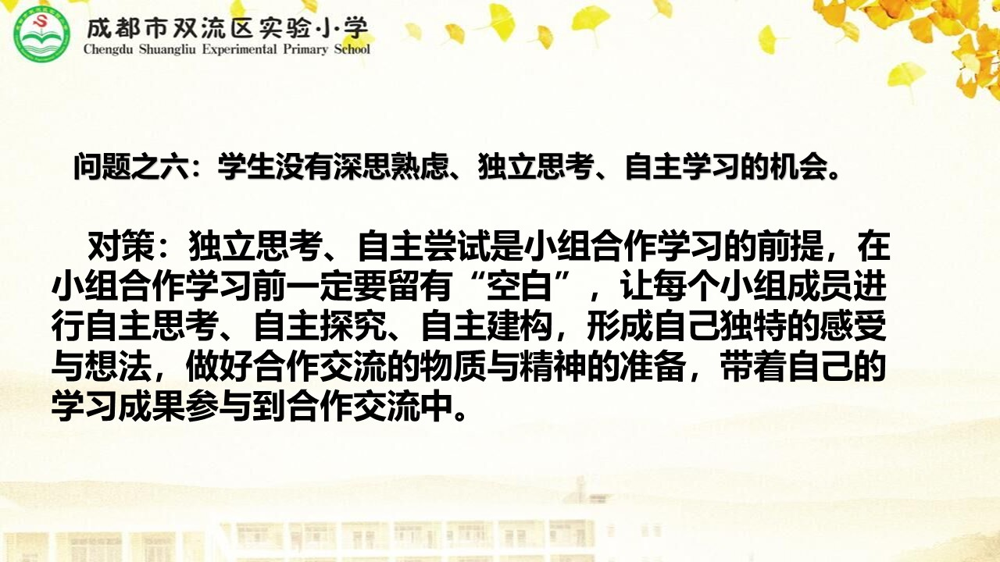 成都市双流区实验小学
Chengdu Shuangliu Experimental Primary School
问题之六：学生没有深思熟虑、独立思考、自主学习的机会。
对策：独立思考、自主尝试是小组合作学习的前提，在
小组合作学习前一定要留有“空白”，让每个小组成员进
行自主思考、自主探究、自主建构，形成自己独特的感受
与想法，做好合作交流的物质与精神的准备，带着自己的
学习成果参与到合作交流中。